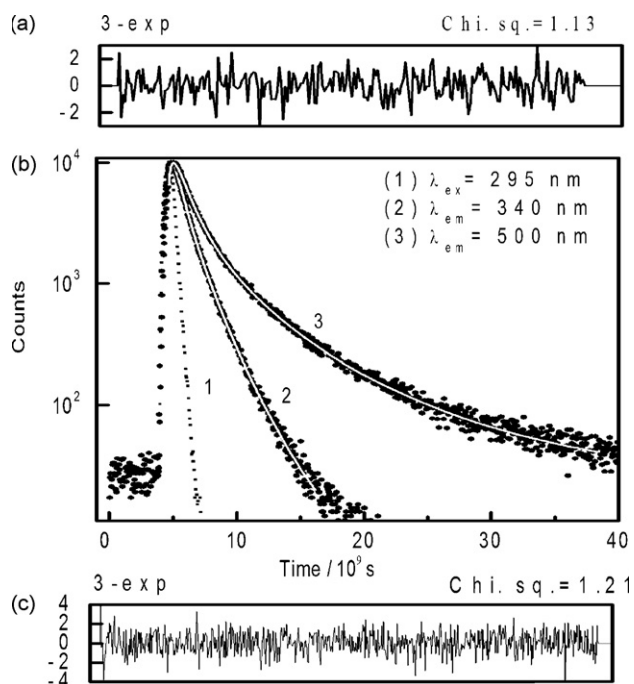 (a) 3-exp Chi. sq.=1.13
2
0
-2
(b) 10⁴
(1) λex = 295 nm
(2) λem = 340 nm
(3) λem = 500 nm
10³
Counts
3
10²
1
2
0 10 20 30 40
Time / 10⁹ s
(c) 3-exp Chi. sq.=1.21
4
2
0
-2
-4